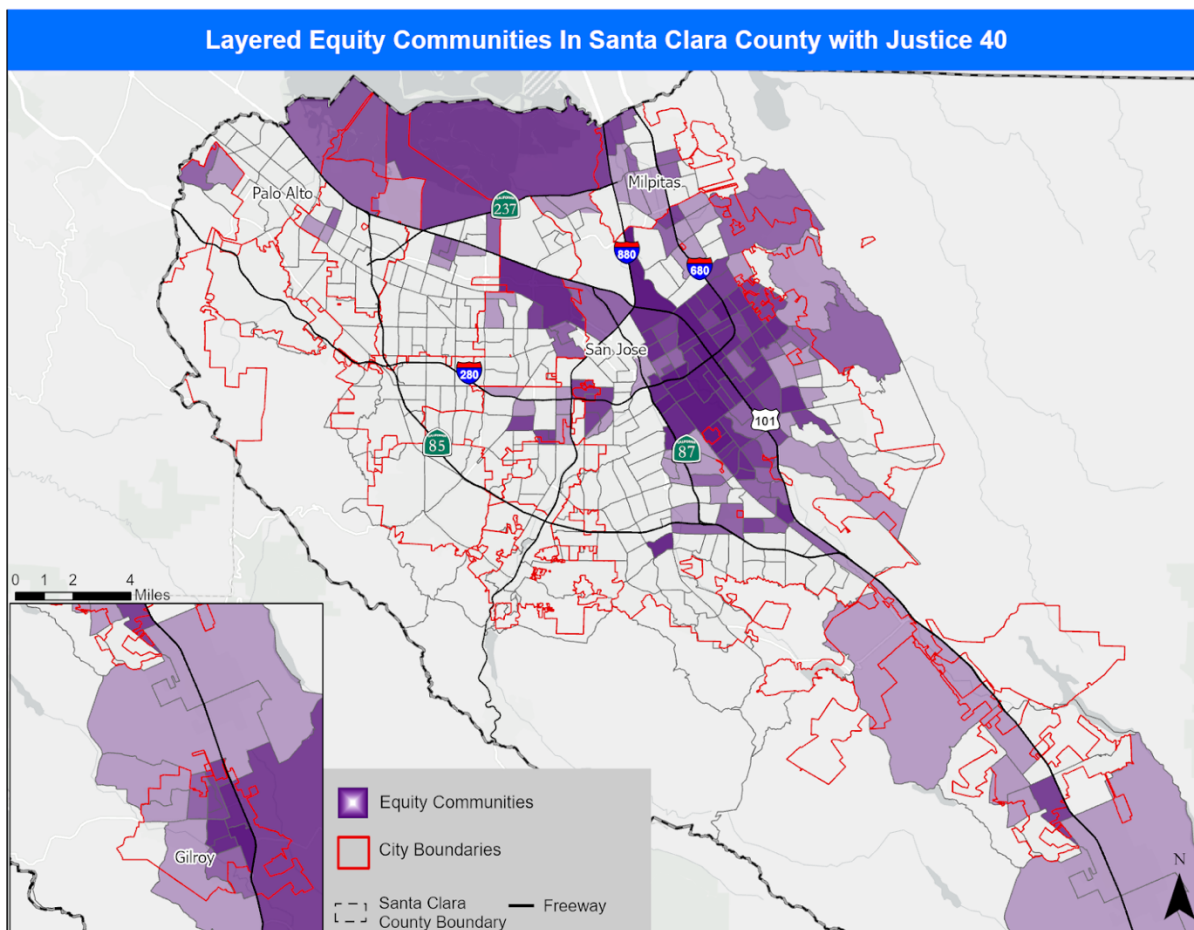 Layered Equity Communities In Santa Clara County with Justice 40
Palo Alto
Milpitas
237
880
680
San Jose
280
101
85
87
0 1 2 4
Miles
Gilroy
Equity Communities
City Boundaries
Santa Clara
County Boundary
Freeway
N